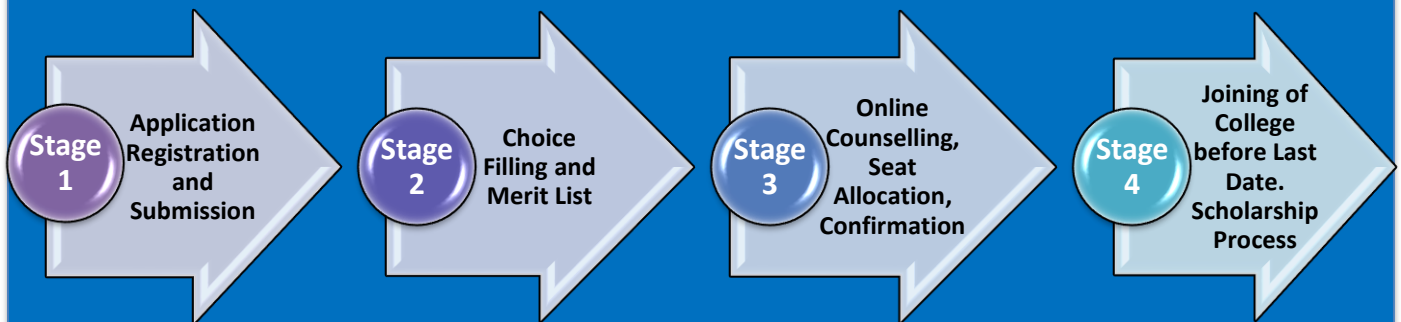 Stage
1
Application
Registration
and
Submission
Stage
2
Choice
Filling and
Merit List
Stage
3
Online
Counselling,
Seat
Allocation,
Confirmation
Stage
4
Joining of
College
before Last
Date.
Scholarship
Process